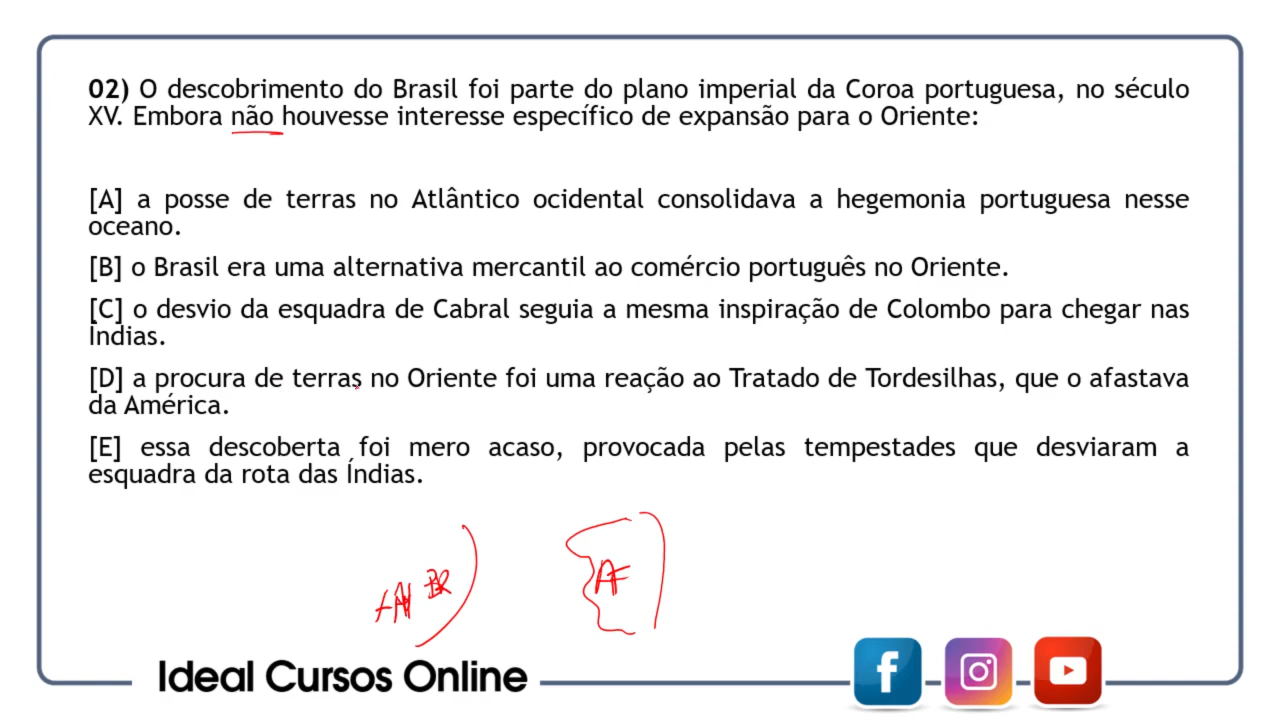 02) O descobrimento do Brasil foi parte do plano imperial da Coroa portuguesa, no século
XV. Embora não houvesse interesse específico de expansão para o Oriente:
[A] a posse de terras no Atlântico ocidental consolidava a hegemonia portuguesa nesse
oceano.
[B] o Brasil era uma alternativa mercantil ao comércio português no Oriente.
[C] o desvio da esquadra de Cabral seguia a mesma inspiração de Colombo para chegar nas
Índias.
[D] a procura de terras no Oriente foi uma reação ao Tratado de Tordesilhas, que o afastava
da América.
[E] essa descoberta foi mero acaso, provocada pelas tempestades que desviaram a
esquadra da rota das Índias.
BR
AF
Ideal Cursos Online